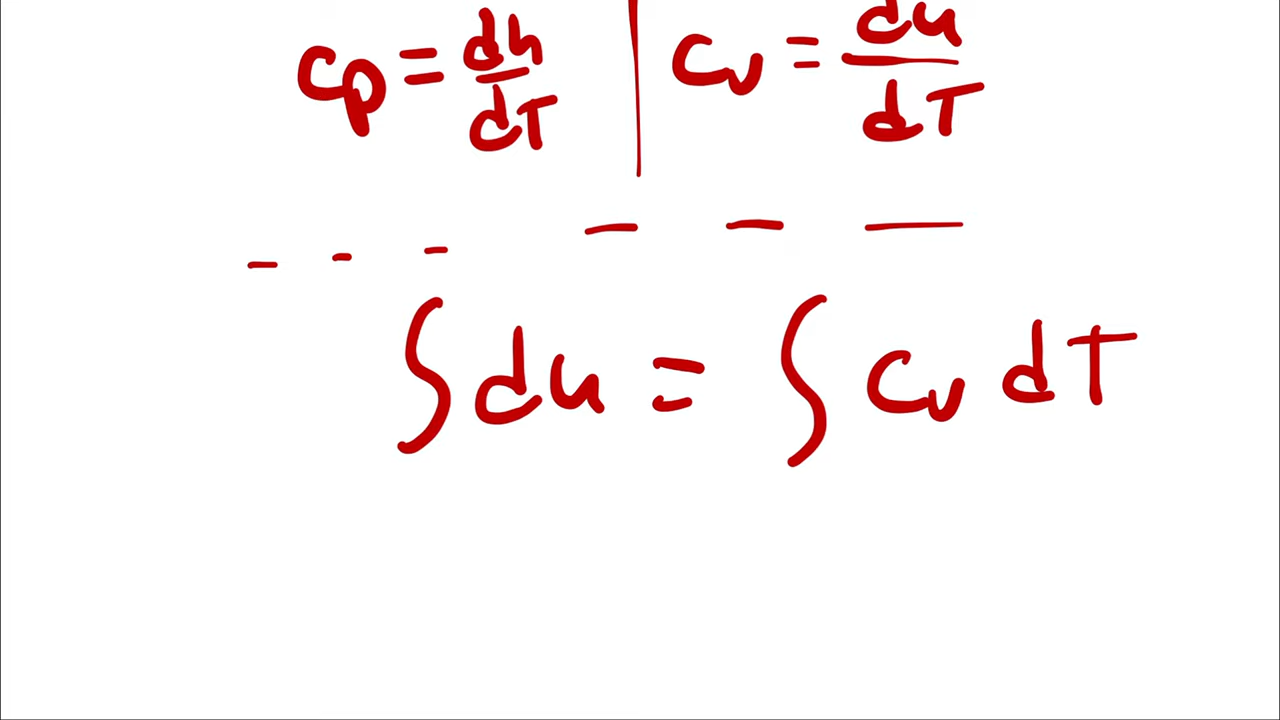 cp = dh/dT | cv = du/dT
- - - — — —
∫ du = ∫ cv dT